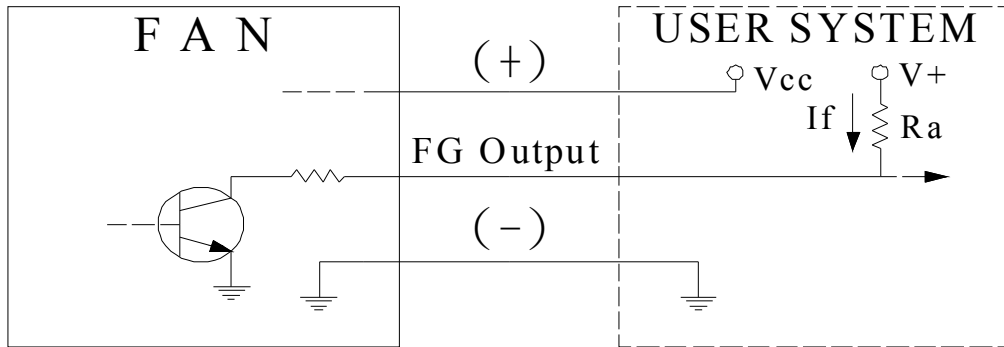 F A N
USER SYSTEM
(+)
Vcc
V+
If
Ra
FG Output
(-)